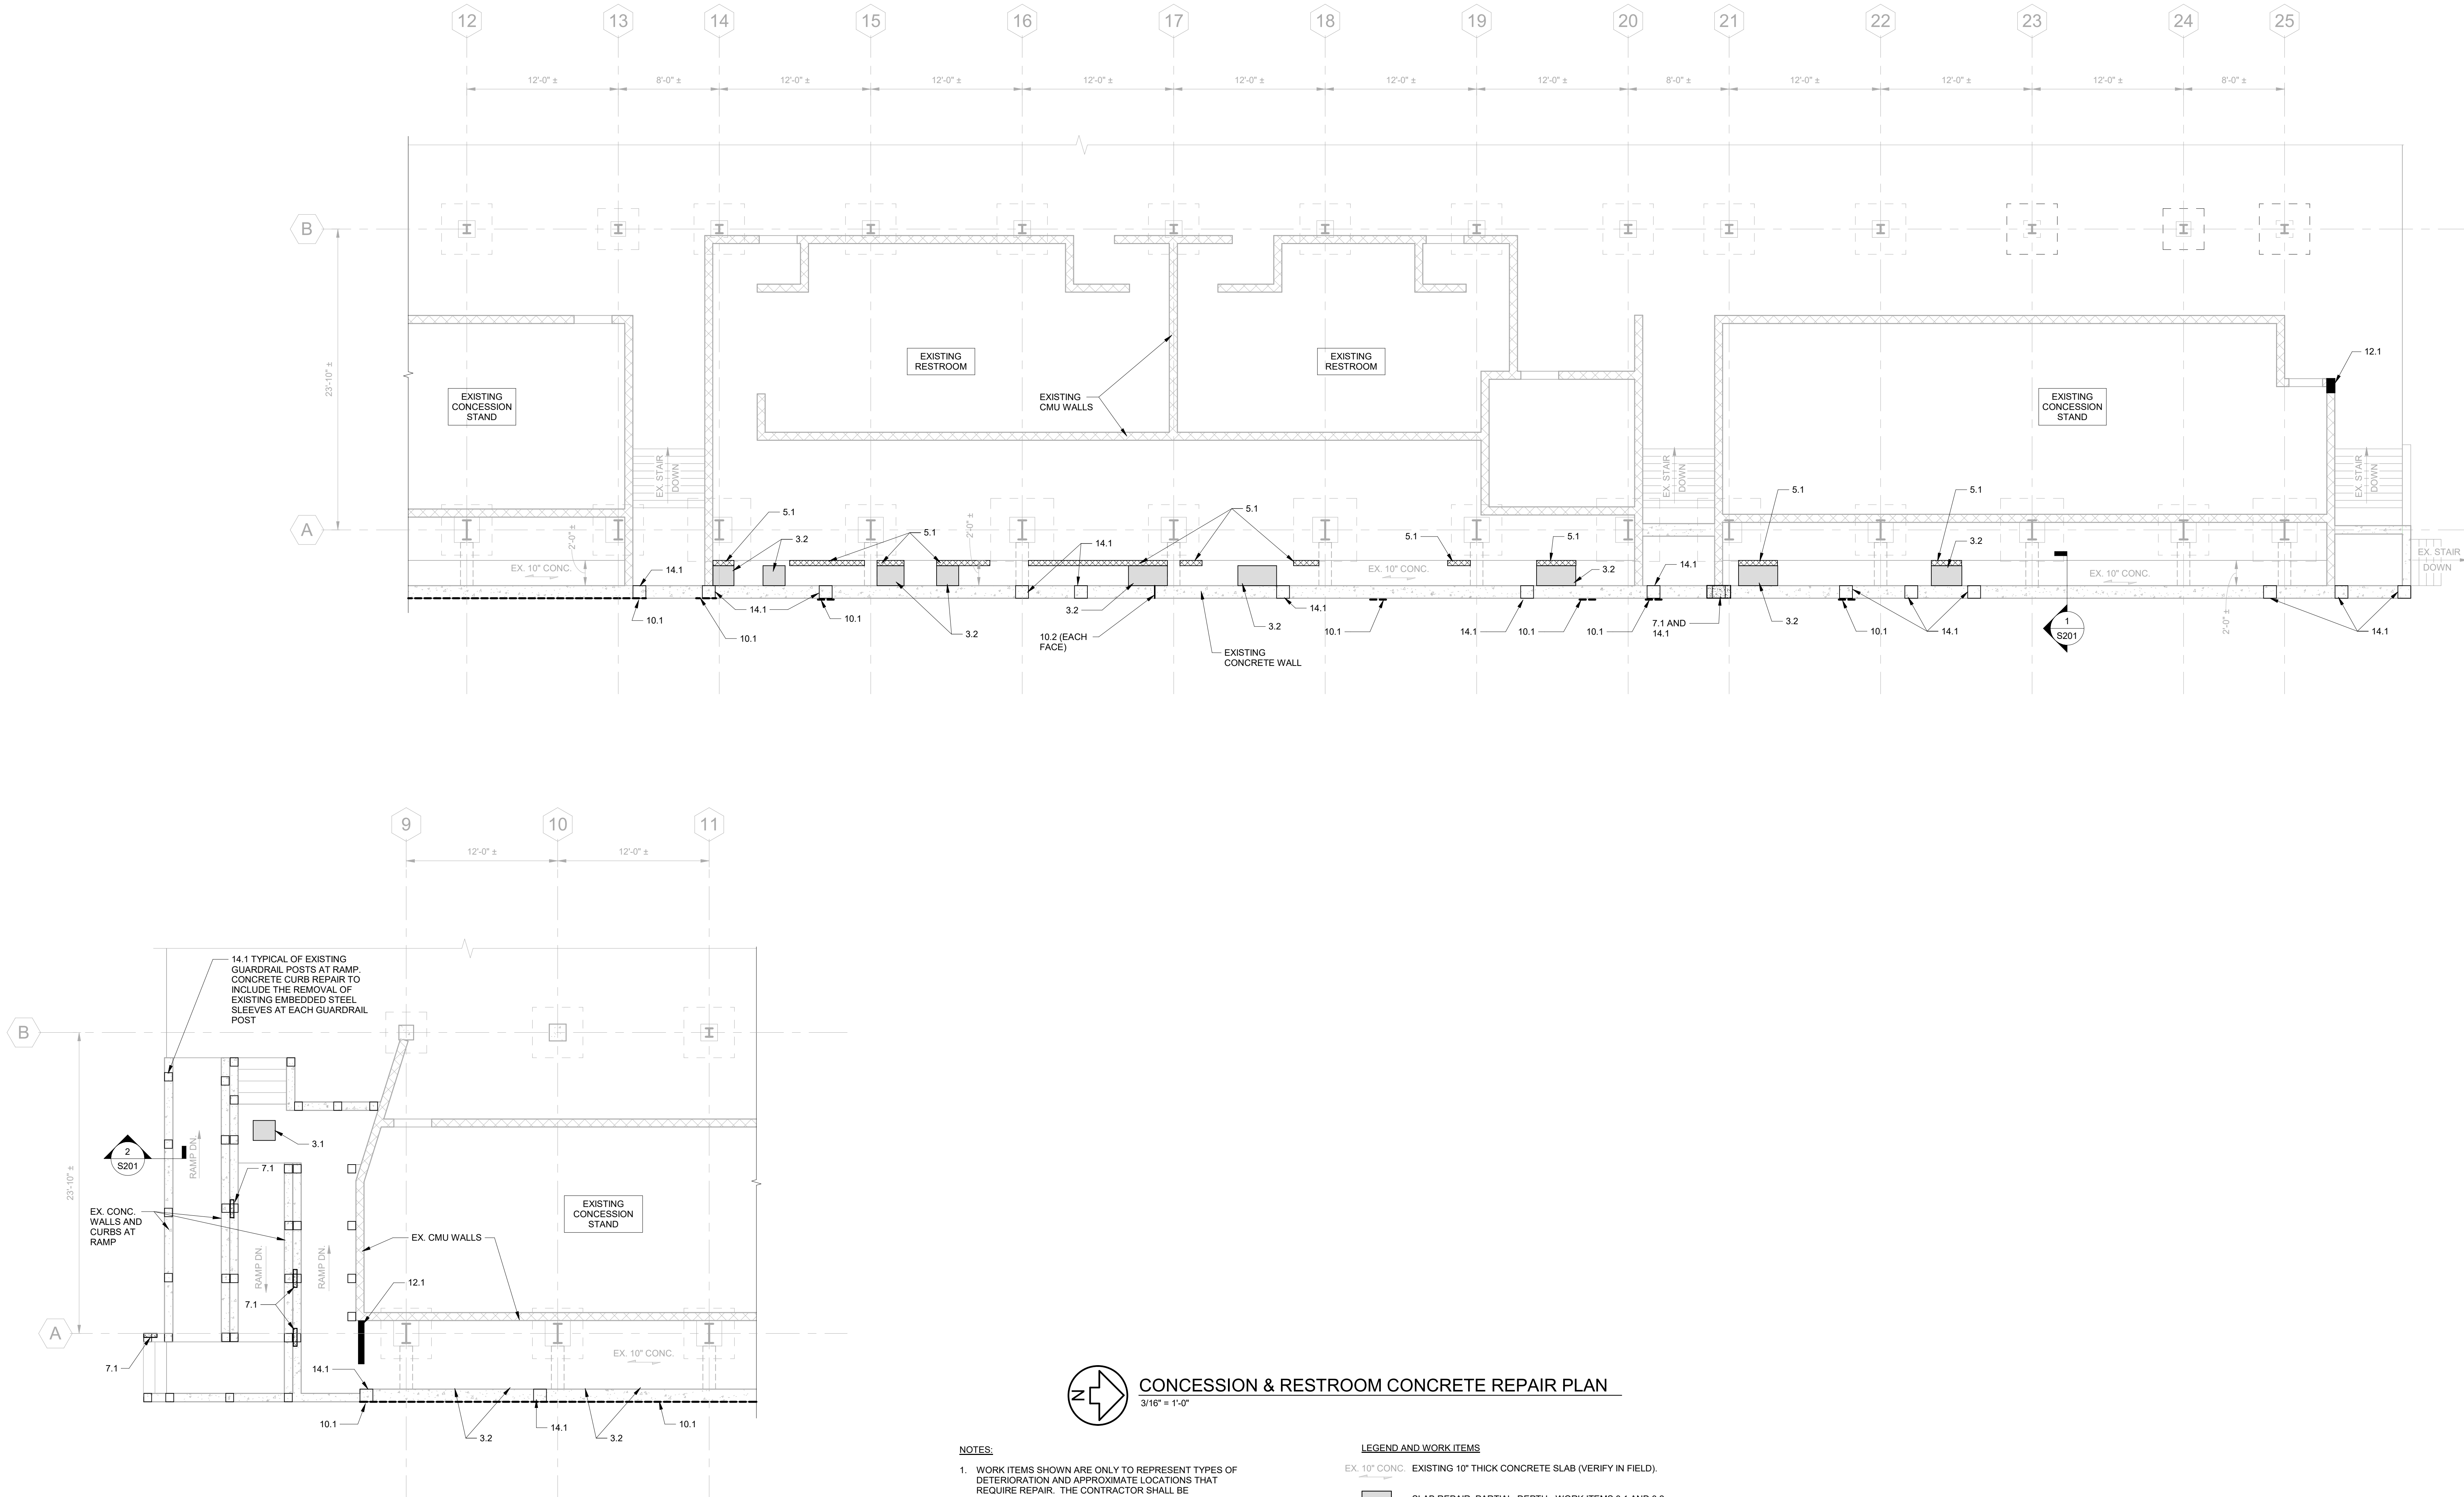 12 13 14 15 16 17 18 19 20 21 22 23 24 25
12'-0" ± 8'-0" ± 12'-0" ± 12'-0" ± 12'-0" ± 12'-0" ± 12'-0" ± 12'-0" ± 8'-0" ± 12'-0" ± 12'-0" ± 12'-0" ± 8'-0" ±
B
23'-10" ±
A
EXISTING
CONCESSION
STAND
EXISTING
RESTROOM
EXISTING
CMU WALLS
EXISTING
RESTROOM
EXISTING
CONCESSION
STAND
12.1
EX. STAIR
DOWN
EX. STAIR
DOWN
EX. STAIR
DOWN
EX. STAIR
DOWN
2'-0" ±
EX. 10" CONC.
14.1
10.1
5.1
3.2
14.1
10.1
10.1
5.1
3.2
2'-0" ±
14.1
5.1
3.2
10.2 (EACH
FACE)
3.2
14.1
EXISTING
CONCRETE WALL
10.1
EX. 10" CONC.
5.1
14.1
5.1
3.2
10.1
10.1
14.1
7.1 AND
14.1
5.1
3.2
10.1
5.1
3.2
14.1
1
S201
EX. 10" CONC.
2'-0" ±
14.1
9 10 11
12'-0" ± 12'-0" ±
14.1 TYPICAL OF EXISTING
GUARDRAIL POSTS AT RAMP.
CONCRETE CURB REPAIR TO
INCLUDE THE REMOVAL OF
EXISTING EMBEDDED STEEL
SLEEVES AT EACH GUARDRAIL
POST
B
23'-10" ±
A
2
S201
RAMP DN.
3.1
7.1
EX. CONC.
WALLS AND
CURBS AT
RAMP
RAMP DN.
RAMP DN.
7.1
7.1
EXISTING
CONCESSION
STAND
EX. CMU WALLS
12.1
EX. 10" CONC.
14.1
10.1
3.2
14.1
3.2
10.1
N
CONCESSION & RESTROOM CONCRETE REPAIR PLAN
3/16" = 1'-0"
NOTES:
1. WORK ITEMS SHOWN ARE ONLY TO REPRESENT TYPES OF
DETERIORATION AND APPROXIMATE LOCATIONS THAT
REQUIRE REPAIR. THE CONTRACTOR SHALL BE
LEGEND AND WORK ITEMS
EX. 10" CONC. EXISTING 10" THICK CONCRETE SLAB (VERIFY IN FIELD).